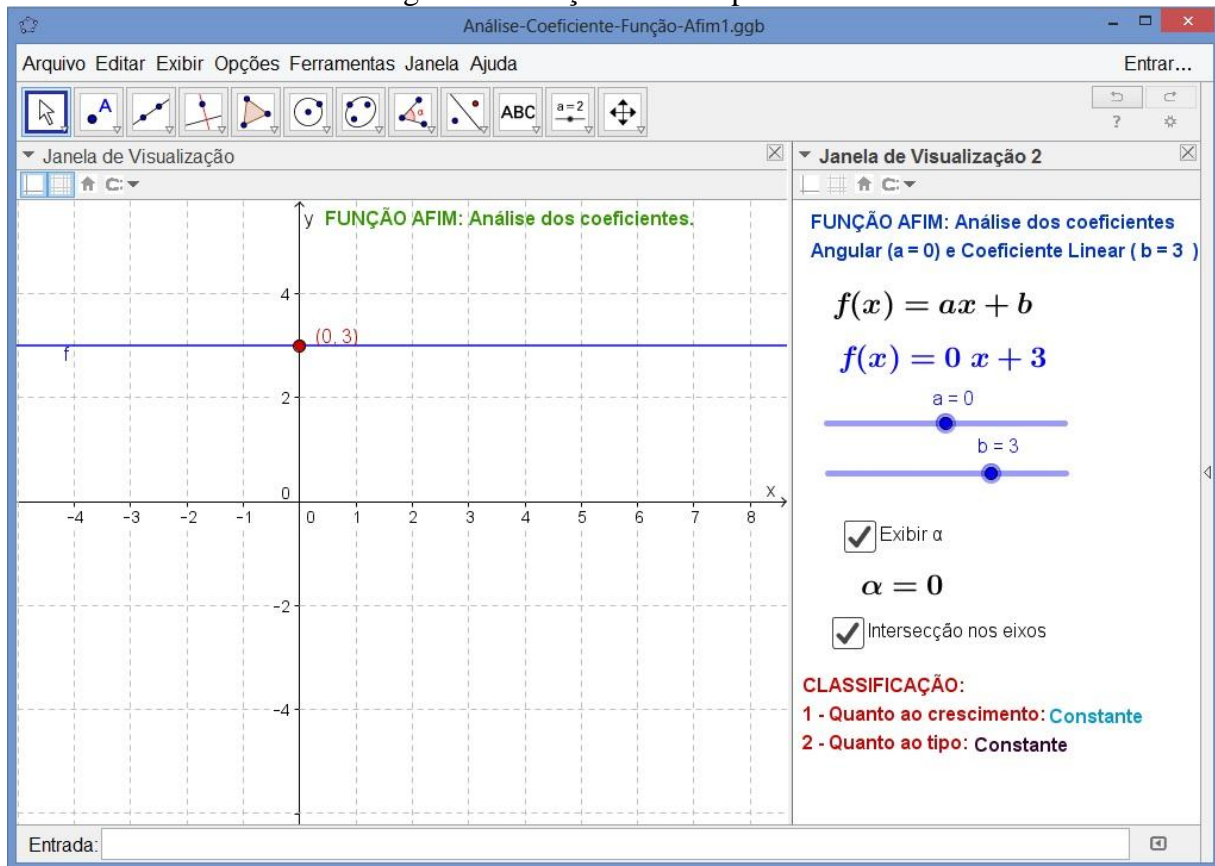 Análise-Coeficiente-Função-Afim1.ggb
Arquivo Editar Exibir Opções Ferramentas Janela Ajuda Entrar...
A α ABC a=2 ?
Janela de Visualização
Janela de Visualização 2
y FUNÇÃO AFIM: Análise dos coeficientes.
4
(0, 3)
f
2
0 x
-4 -3 -2 -1 0 1 2 3 4 5 6 7 8
-2
-4
FUNÇÃO AFIM: Análise dos coeficientes
Angular (a = 0) e Coeficiente Linear ( b = 3 )
f(x) = ax + b
f(x) = 0 x + 3
a = 0
b = 3
Exibir α
α = 0
Intersecção nos eixos
CLASSIFICAÇÃO:
1 - Quanto ao crescimento: Constante
2 - Quanto ao tipo: Constante
Entrada: